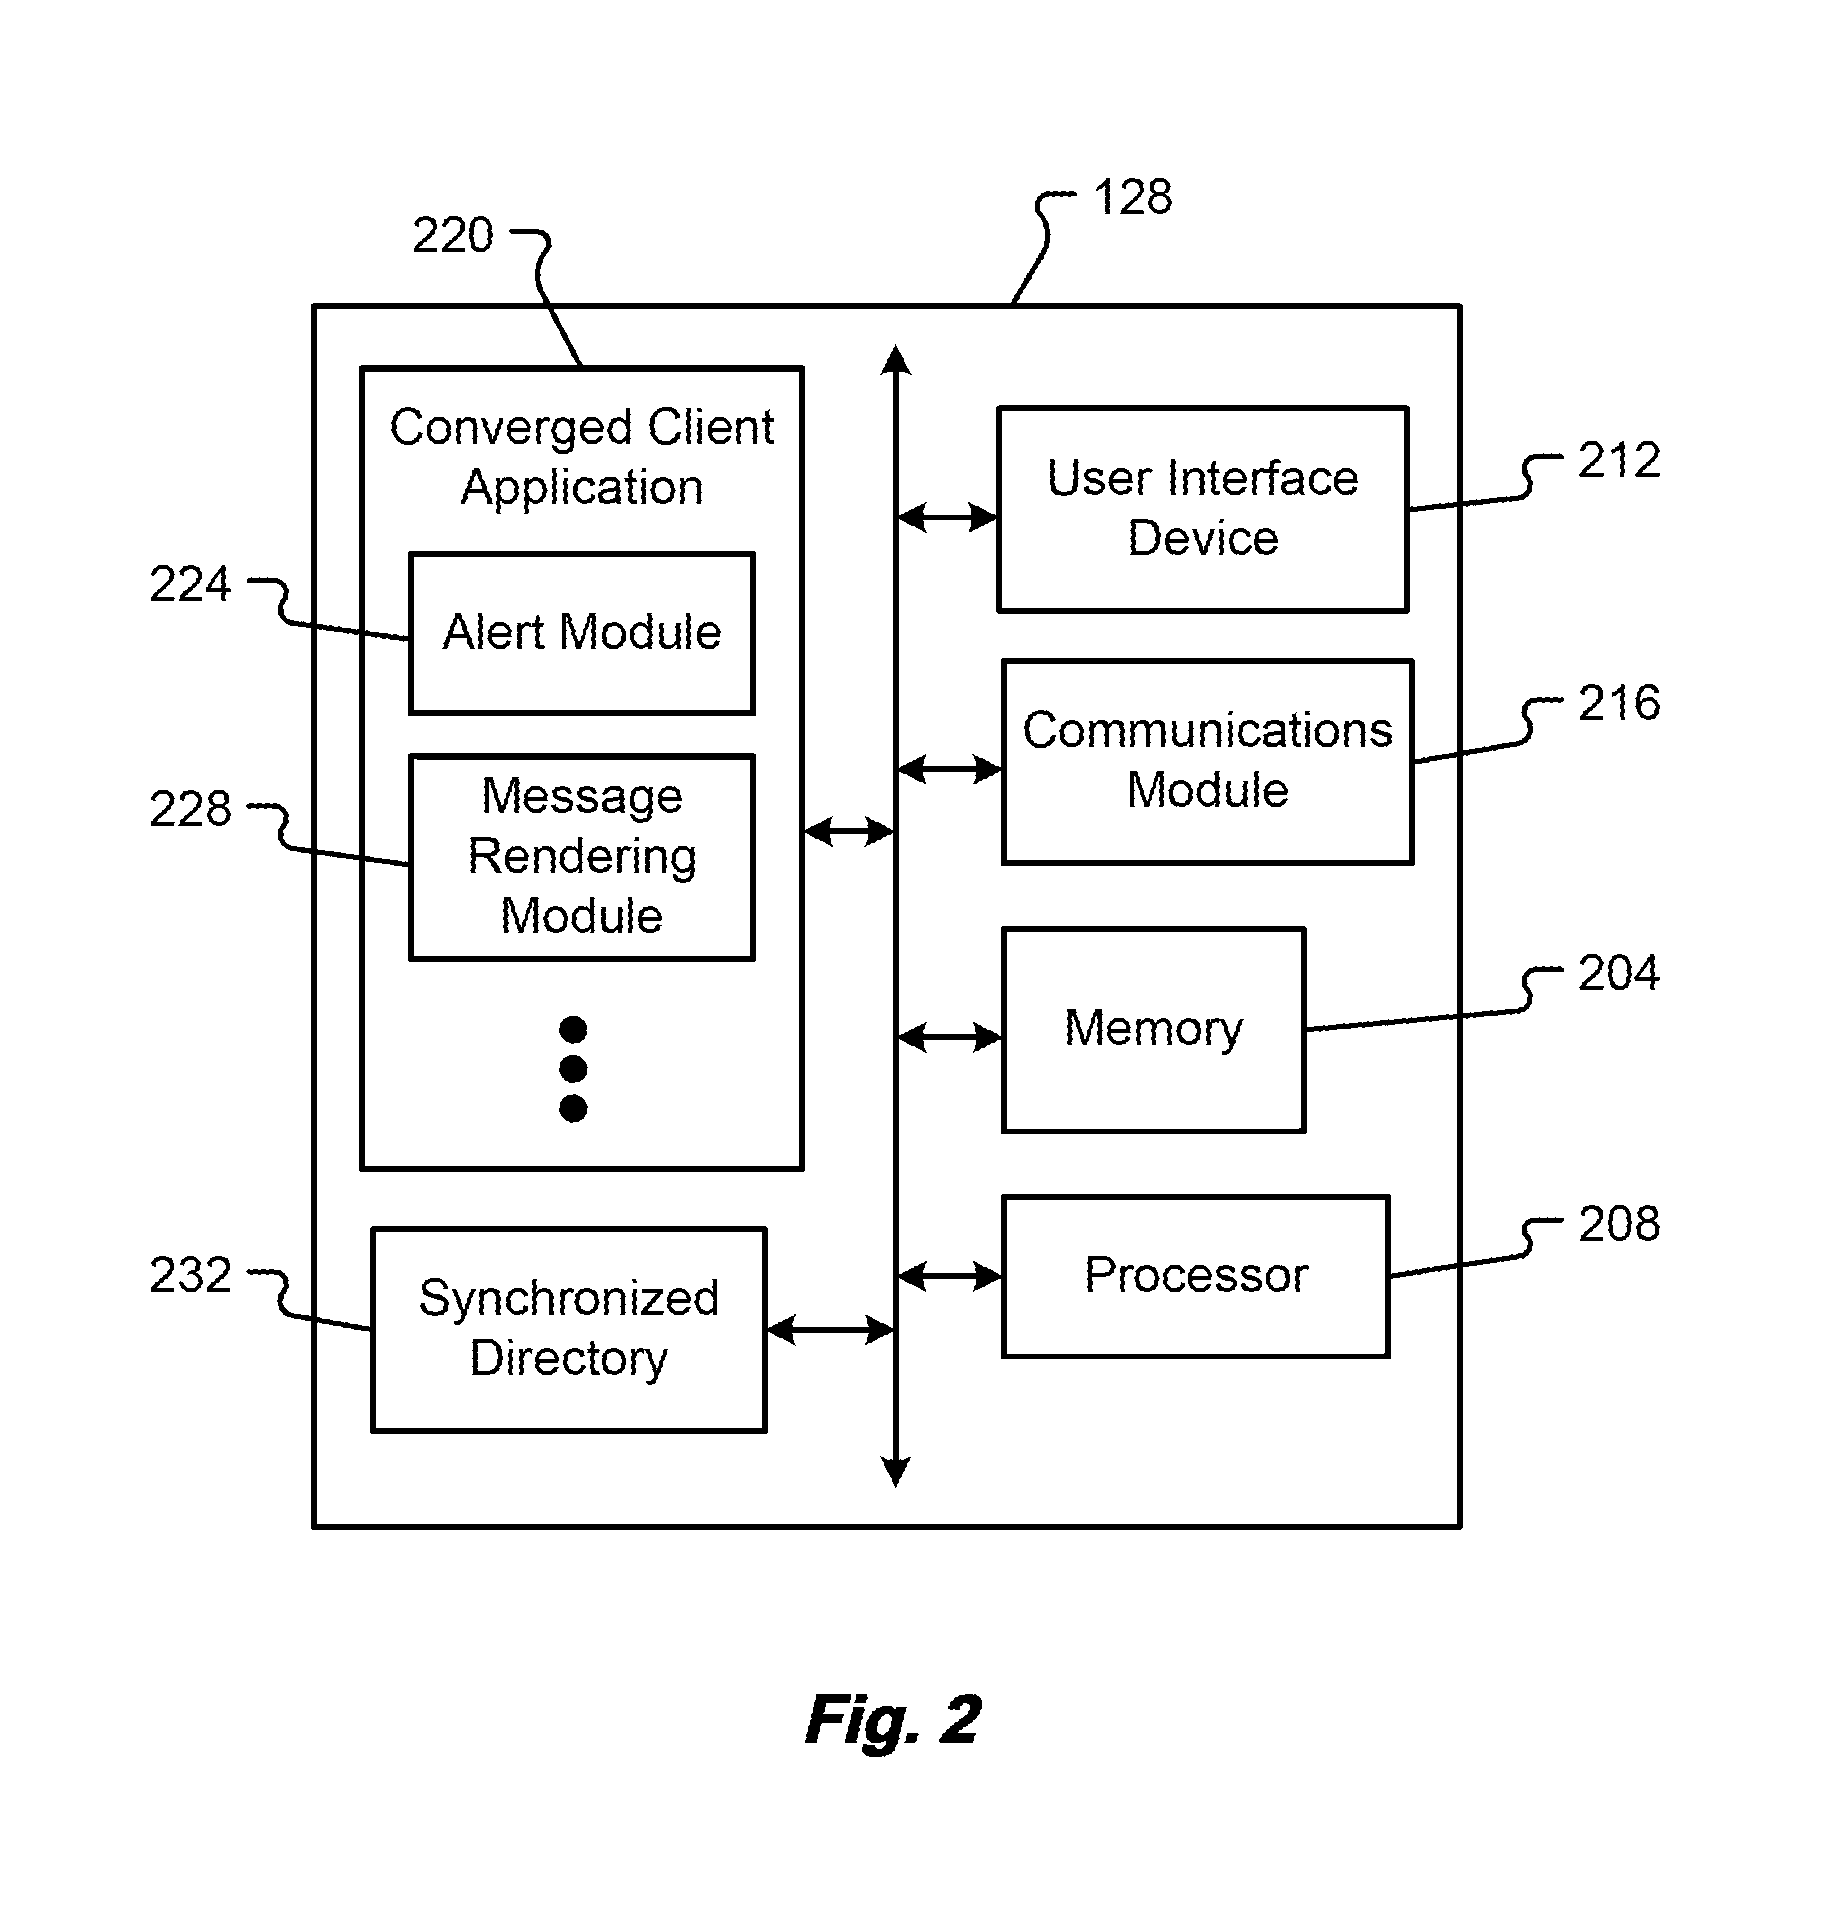 128
220
Converged Client
Application
User Interface
Device
212
224
Alert Module
Communications
Module
216
228
Message
Rendering
Module
Memory
204
Processor
208
232
Synchronized
Directory
Fig. 2